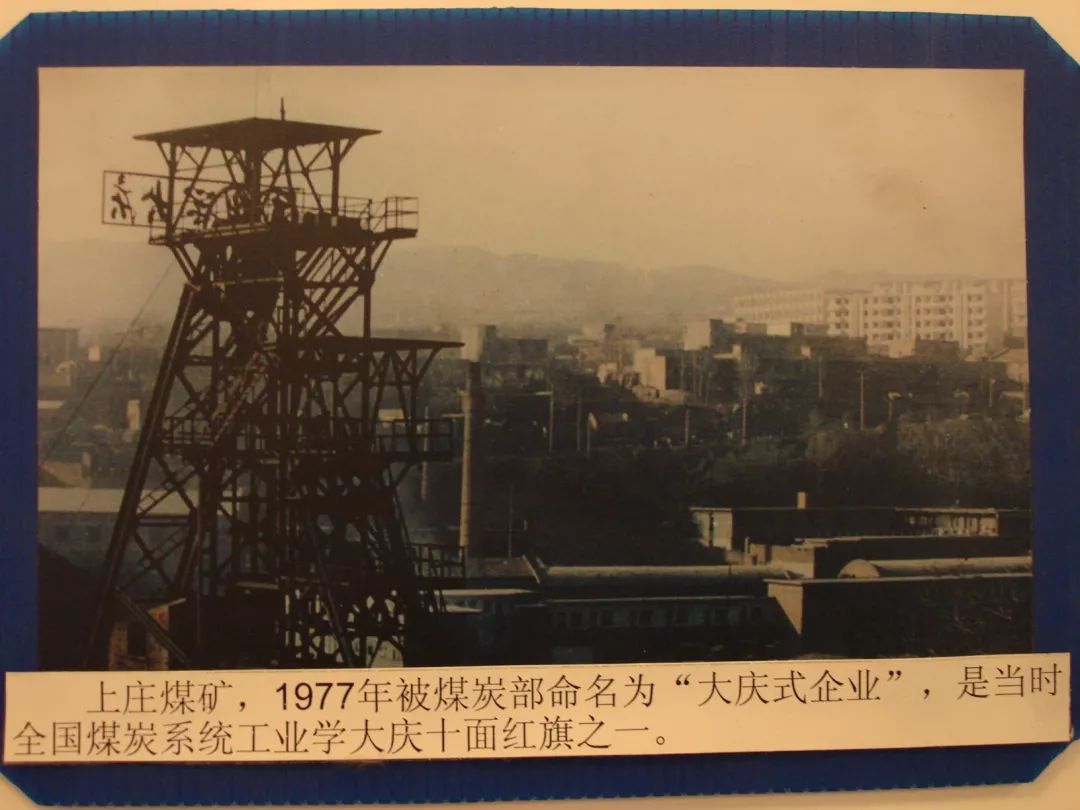 上庄煤矿，1977年被煤炭部命名为“大庆式企业”，是当时
全国煤炭系统工业学大庆十面红旗之一。